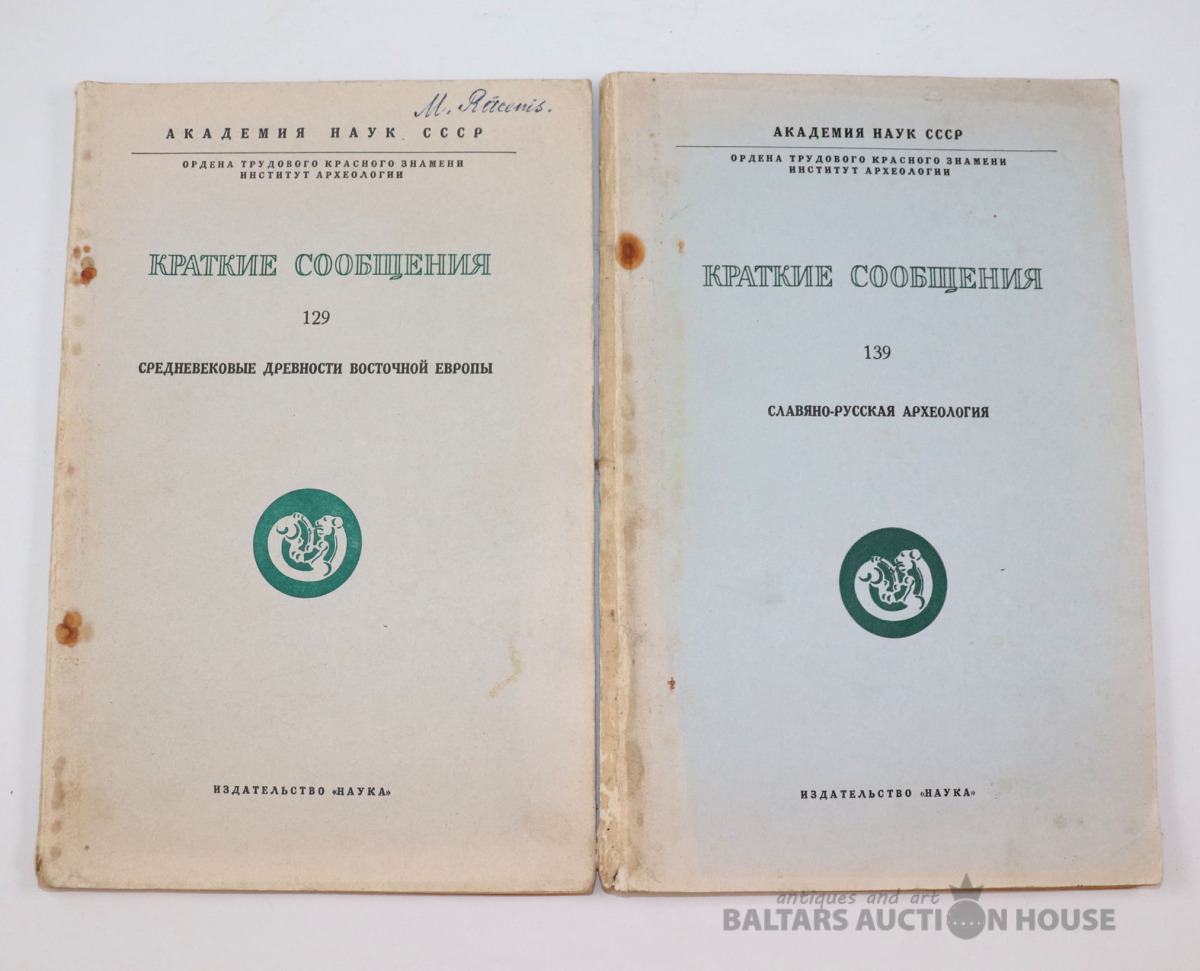 M. Rācenis.
АКАДЕМИЯ НАУК СССР
ОРДЕНА ТРУДОВОГО КРАСНОГО ЗНАМЕНИ
ИНСТИТУТ АРХЕОЛОГИИ
КРАТКИЕ СООБЩЕНИЯ
129
СРЕДНЕВЕКОВЫЕ ДРЕВНОСТИ ВОСТОЧНОЙ ЕВРОПЫ
ИЗДАТЕЛЬСТВО «НАУКА»
АКАДЕМИЯ НАУК СССР
ОРДЕНА ТРУДОВОГО КРАСНОГО ЗНАМЕНИ
ИНСТИТУТ АРХЕОЛОГИИ
КРАТКИЕ СООБЩЕНИЯ
139
СЛАВЯНО-РУССКАЯ АРХЕОЛОГИЯ
ИЗДАТЕЛЬСТВО «НАУКА»
antiques and art
BALTARS AUCTION HOUSE